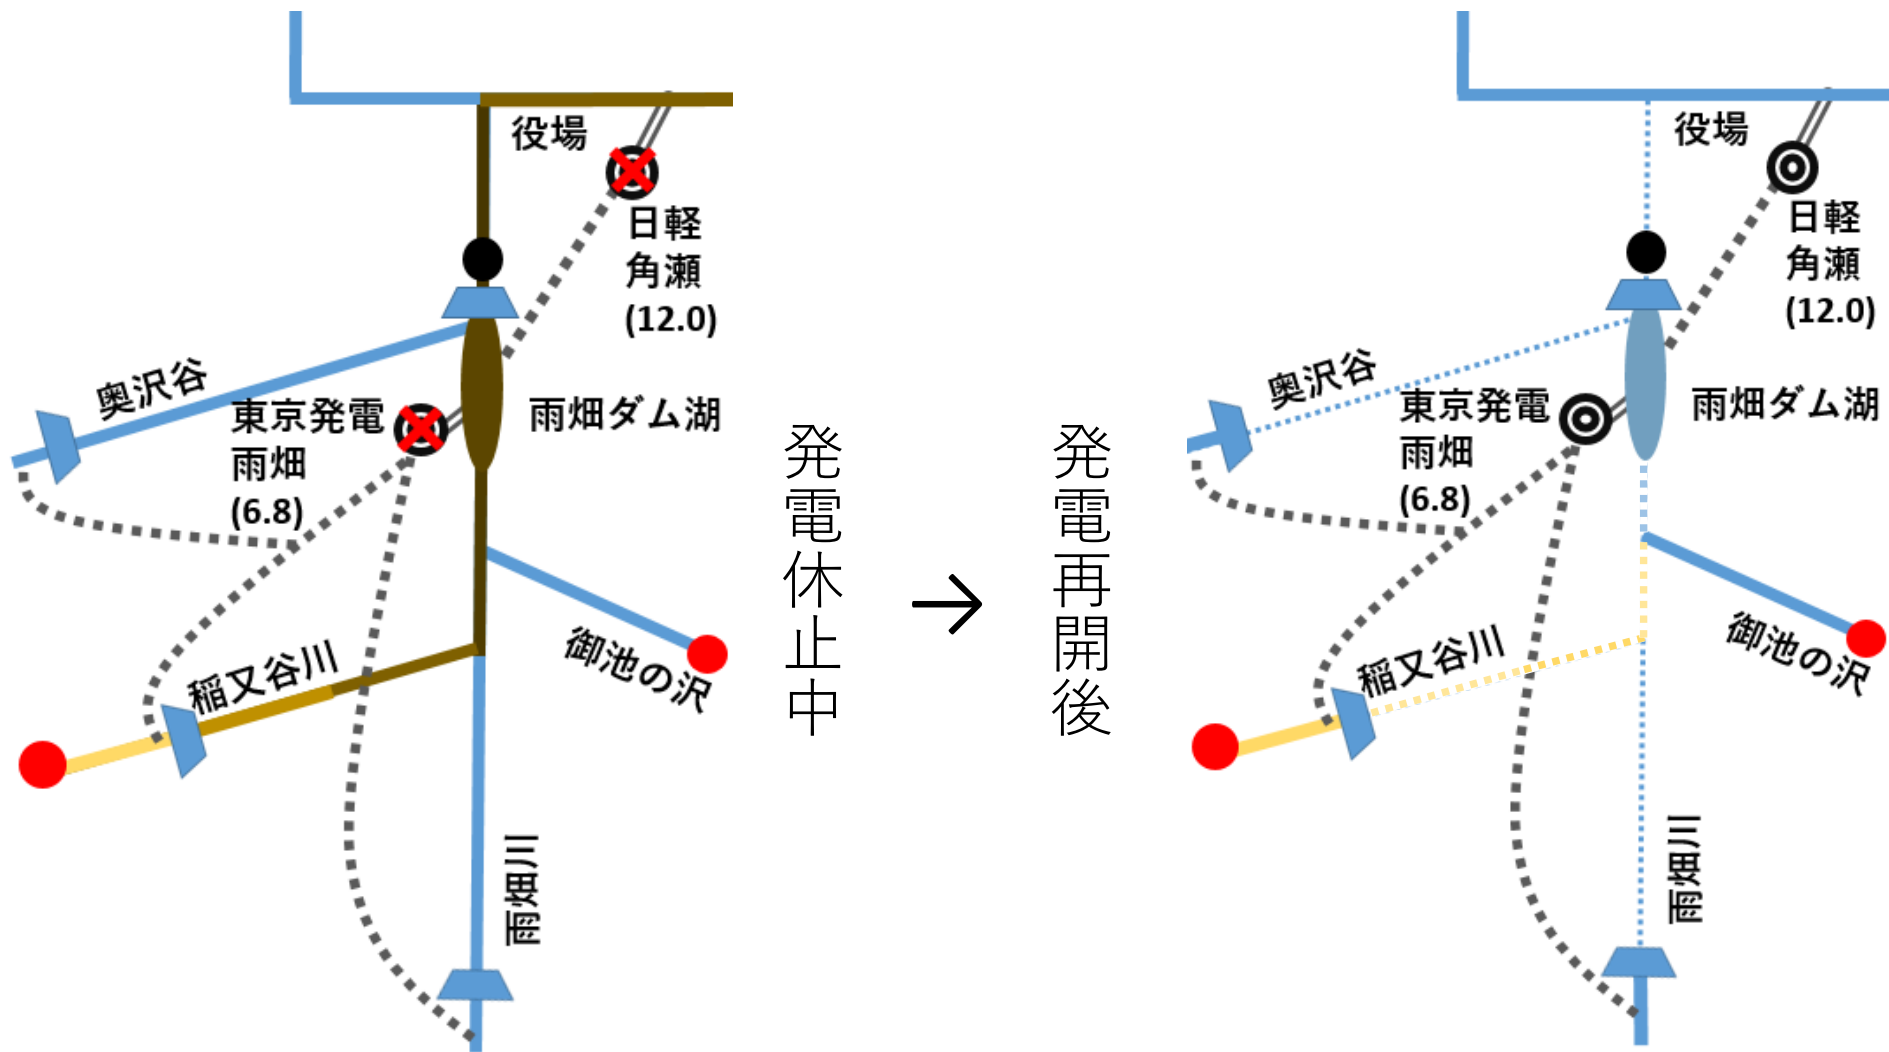 役場
日軽
角瀬
(12.0)
奥沢谷
東京発電
雨畑
(6.8)
雨畑ダム湖
稲又谷川
御池の沢
雨畑川
発電休止中
→
発電再開後
役場
日軽
角瀬
(12.0)
奥沢谷
東京発電
雨畑
(6.8)
雨畑ダム湖
稲又谷川
御池の沢
雨畑川